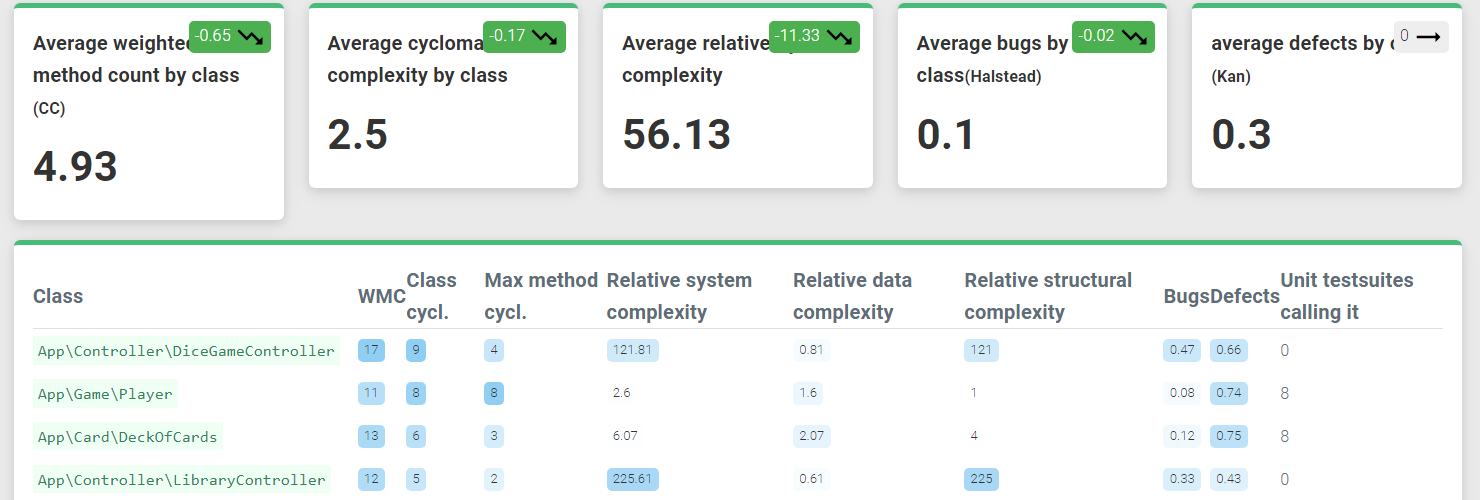 Average weighted -0.65
method count by class
(CC)
4.93
Average cycloma -0.17
complexity by class
2.5
Average relative -11.33
complexity
56.13
Average bugs by -0.02
class(Halstead)
0.1
average defects by 0
(Kan)
0.3
Class WMC Class cycl. Max method cycl. Relative system complexity Relative data complexity Relative structural complexity Bugs Defects Unit testsuites calling it
App\Controller\DiceGameController 17 9 4 121.81 0.81 121 0.47 0.66 0
App\Game\Player 11 8 8 2.6 1.6 1 0.08 0.74 8
App\Card\DeckOfCards 13 6 3 6.07 2.07 4 0.12 0.75 8
App\Controller\LibraryController 12 5 2 225.61 0.61 225 0.33 0.43 0